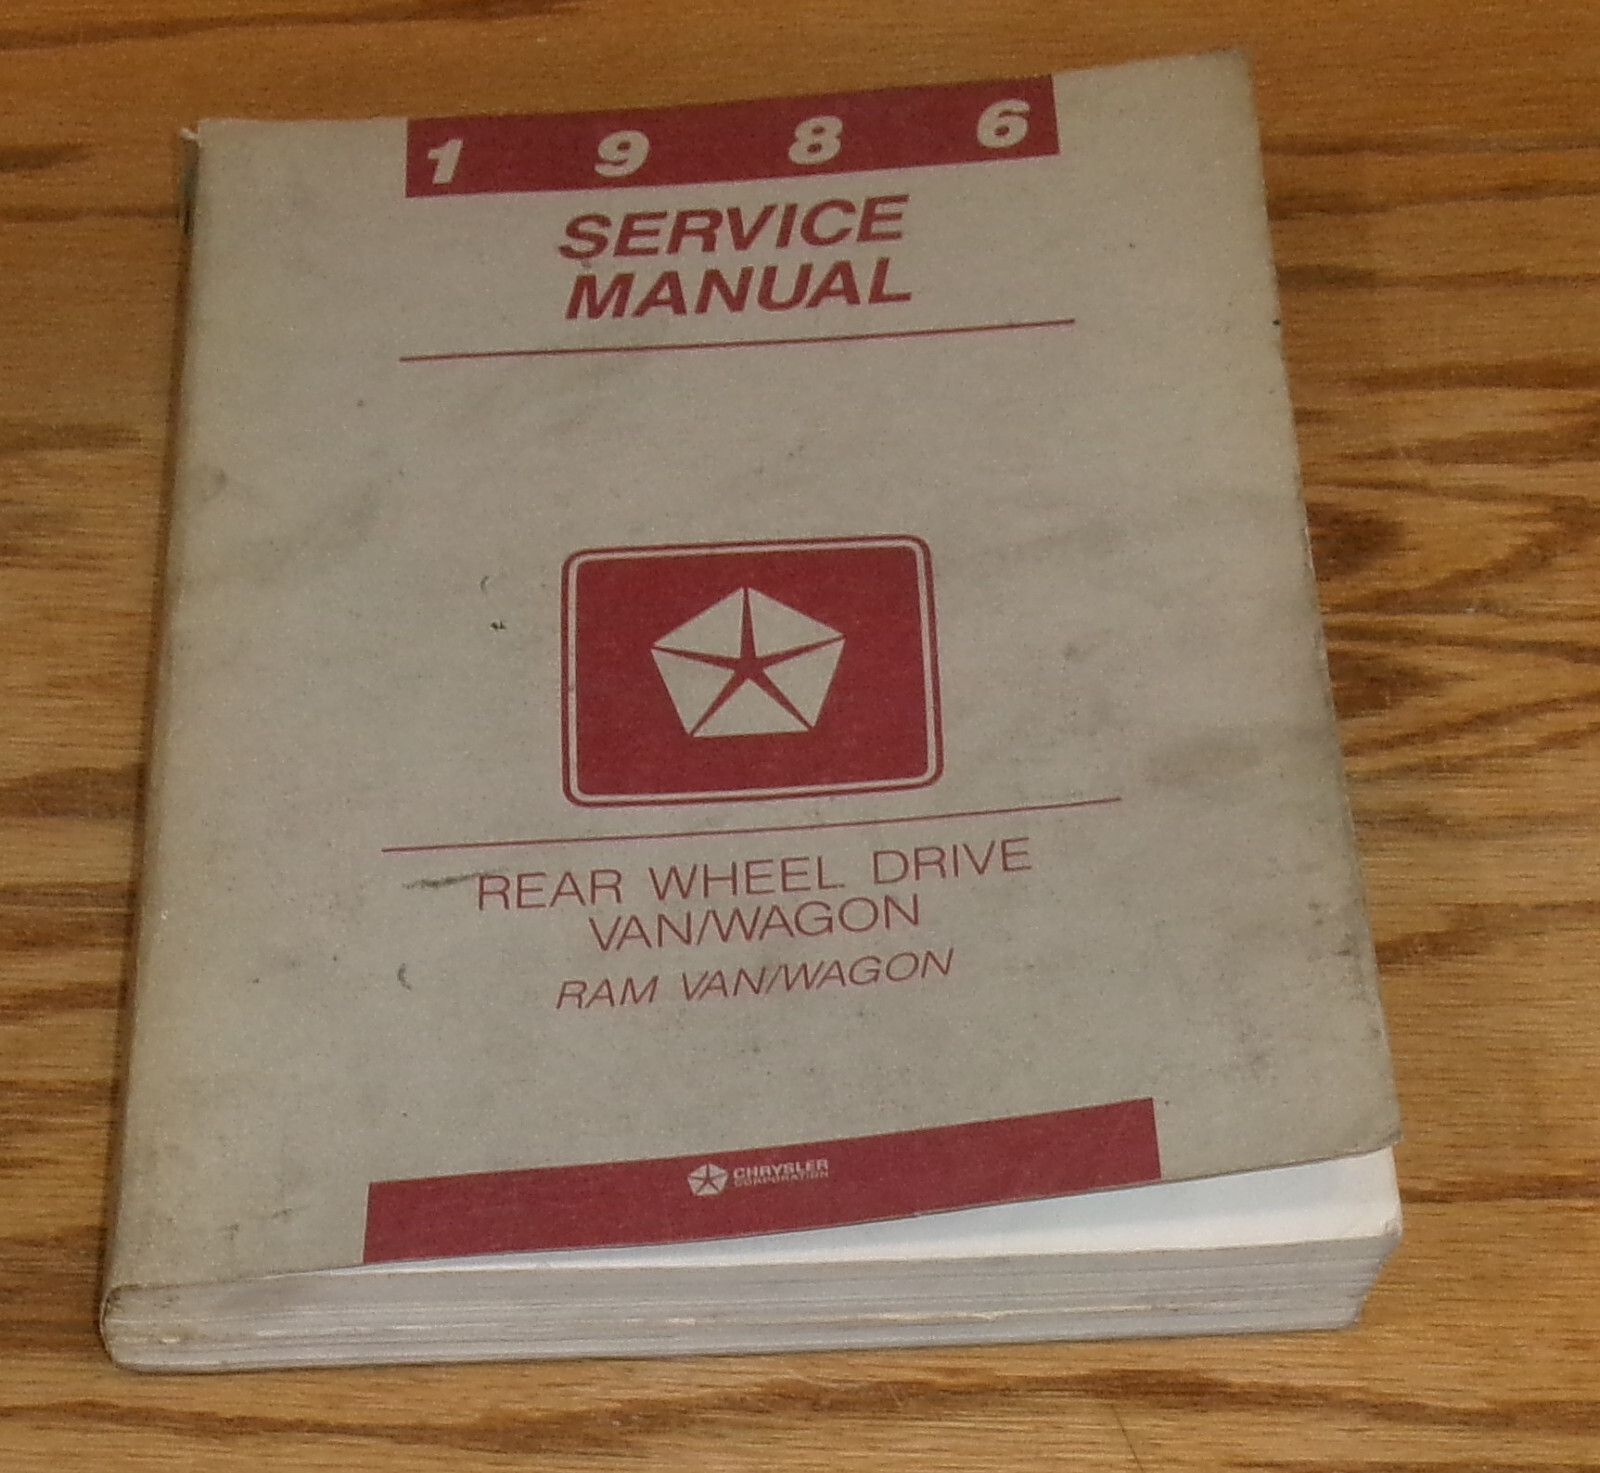 1 9 8 6
SERVICE
MANUAL
REAR WHEEL DRIVE
VAN/WAGON
RAM VAN/WAGON
CHRYSLER
CORPORATION